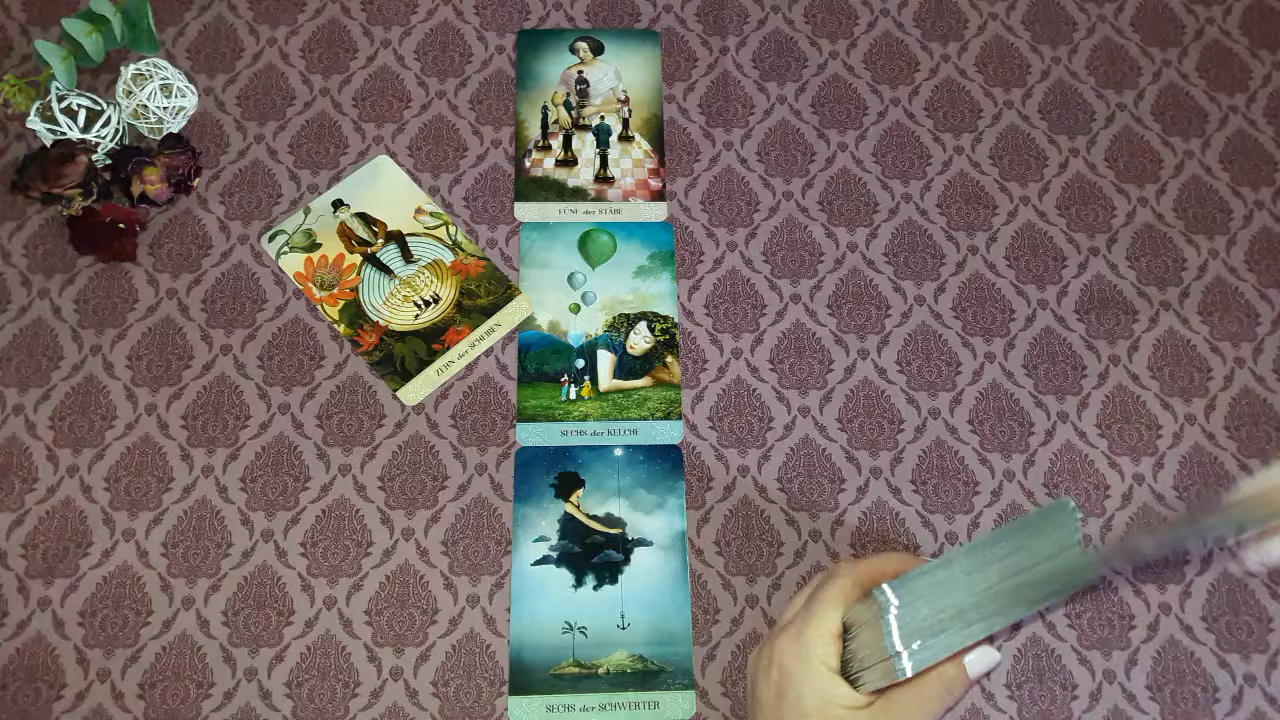 FÜNF der STÄBE
ZEHN der SCHEIBEN
SECHS der KELCHE
SECHS der SCHWERTER